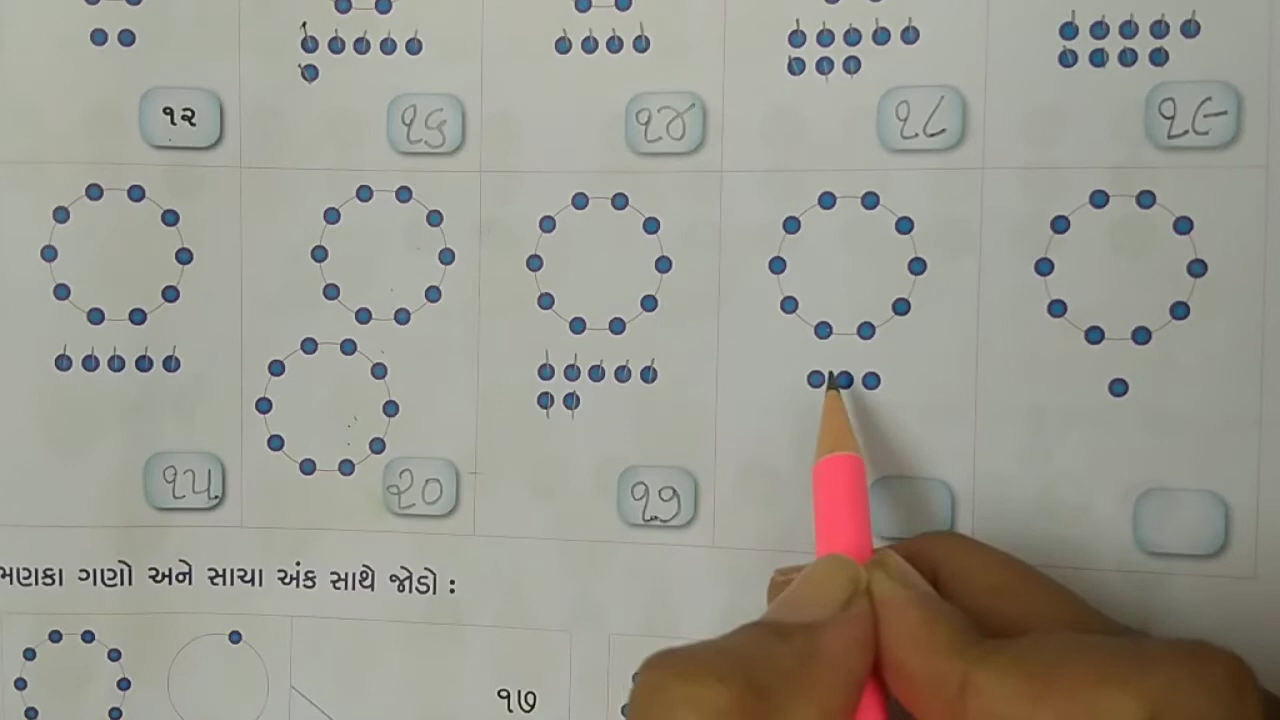 ૧૨ ૧૬ ૧૪ ૧૮ ૧૯
૧૫ ૨૦ ૧૭
મણકા ગણો અને સાચા અંક સાથે જોડો :
૧૭